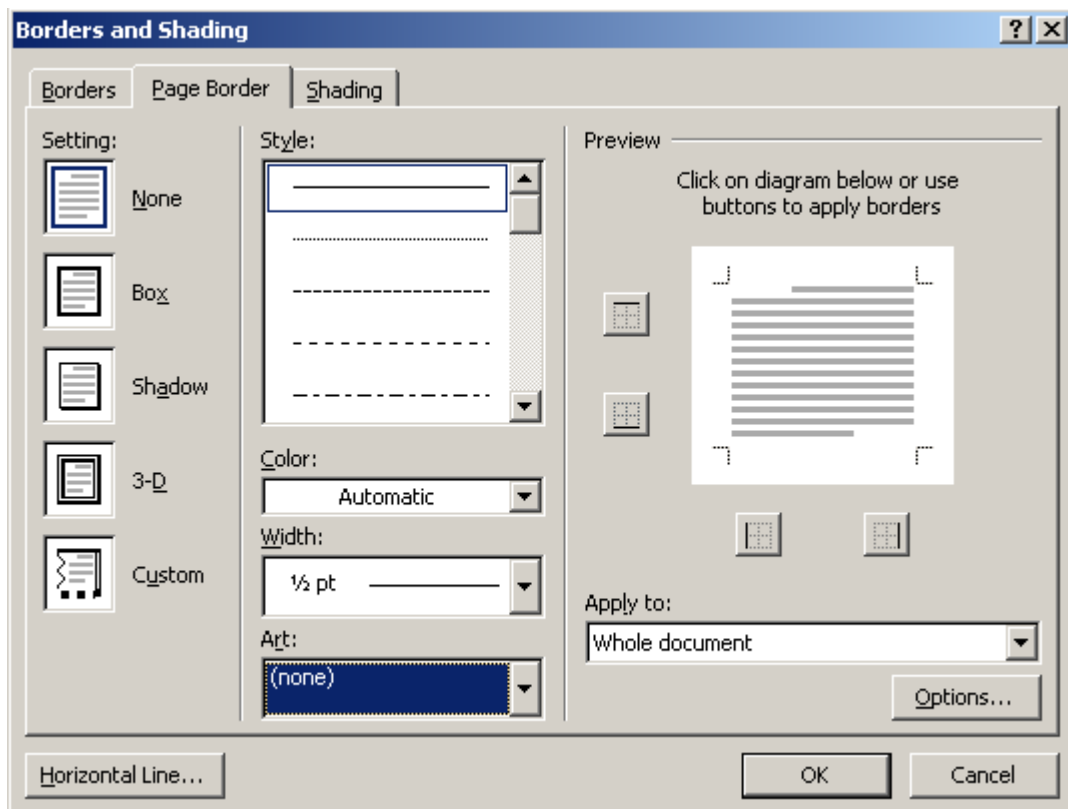 Borders and Shading
Borders
Page Border
Shading
Setting:
None
Box
Shadow
3-D
Custom
Style:
Color:
Automatic
Width:
½ pt
Art:
(none)
Preview
Click on diagram below or use
buttons to apply borders
Apply to:
Whole document
Options...
Horizontal Line...
OK
Cancel